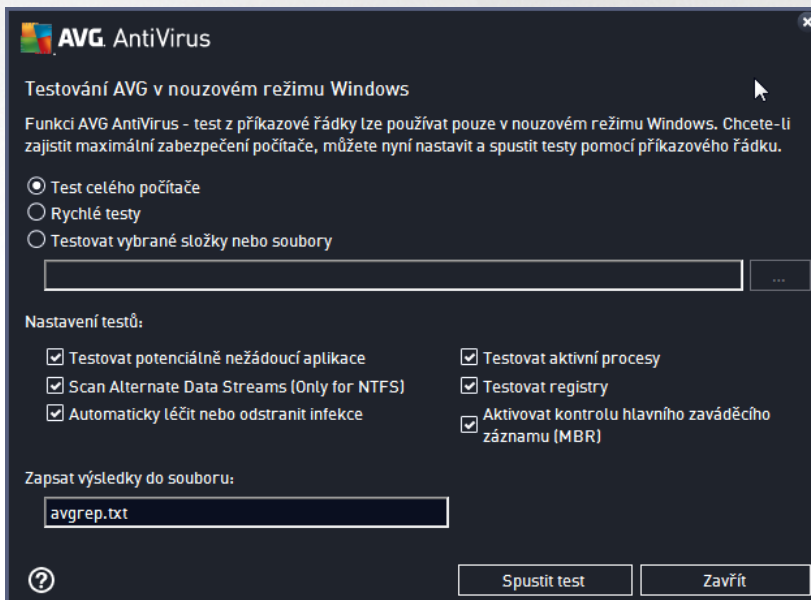 AVG. AntiVirus
Testování AVG v nouzovém režimu Windows
Funkci AVG AntiVirus - test z příkazové řádky lze používat pouze v nouzovém režimu Windows. Chcete-li
zajistit maximální zabezpečení počítače, můžete nyní nastavit a spustit testy pomocí příkazového řádku.
Test celého počítače
Rychlé testy
Testovat vybrané složky nebo soubory
...
Nastavení testů:
Testovat potenciálně nežádoucí aplikace
Scan Alternate Data Streams (Only for NTFS)
Automaticky léčit nebo odstranit infekce
Testovat aktivní procesy
Testovat registry
Aktivovat kontrolu hlavního zaváděcího
záznamu (MBR)
Zapsat výsledky do souboru:
avgrep.txt
Spustit test
Zavřít